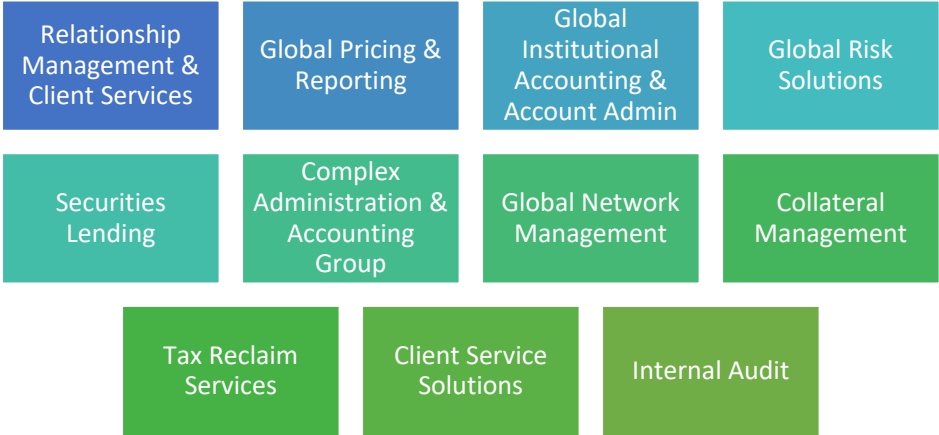 Relationship
Management &
Client Services
Global Pricing &
Reporting
Global
Institutional
Accounting &
Account Admin
Global Risk
Solutions
Securities
Lending
Complex
Administration &
Accounting
Group
Global Network
Management
Collateral
Management
Tax Reclaim
Services
Client Service
Solutions
Internal Audit